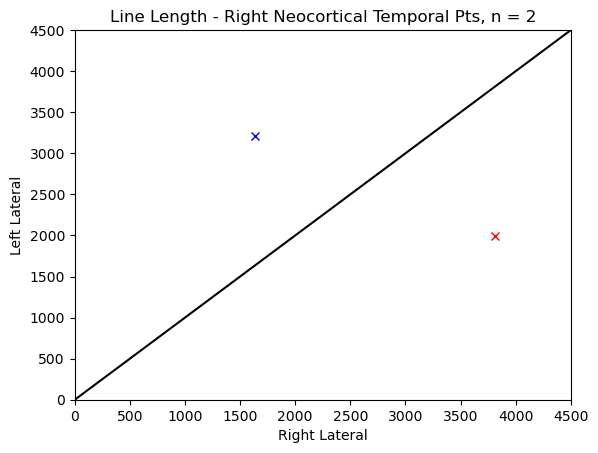 Line Length - Right Neocortical Temporal Pts, n = 2
4500
4000
3500
3000
2500
2000
1500
1000
500
0
Left Lateral
0 500 1000 1500 2000 2500 3000 3500 4000 4500
Right Lateral